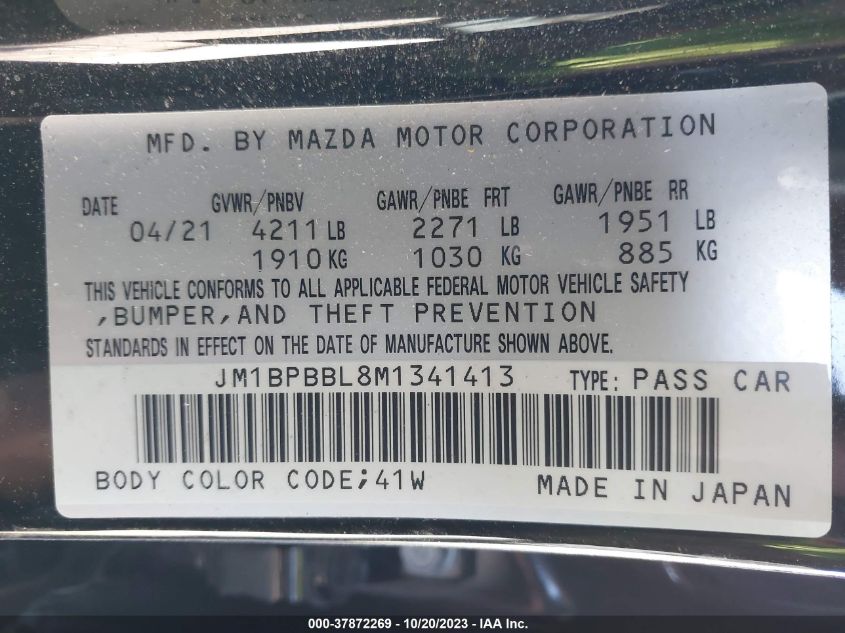 MFD. BY MAZDA MOTOR CORPORATION
DATE GVWR/PNBV GAWR/PNBE FRT GAWR/PNBE RR
04/21 4211 LB 2271 LB 1951 LB
1910 KG 1030 KG 885 KG
THIS VEHICLE CONFORMS TO ALL APPLICABLE FEDERAL MOTOR VEHICLE SAFETY
,BUMPER,AND THEFT PREVENTION
STANDARDS IN EFFECT ON THE DATE OF MANUFACTURE SHOWN ABOVE.
JM1BPBBL8M1341413 TYPE: PASS CAR
BODY COLOR CODE;41W MADE IN JAPAN
000-37872269 - 10/20/2023 - IAA Inc.